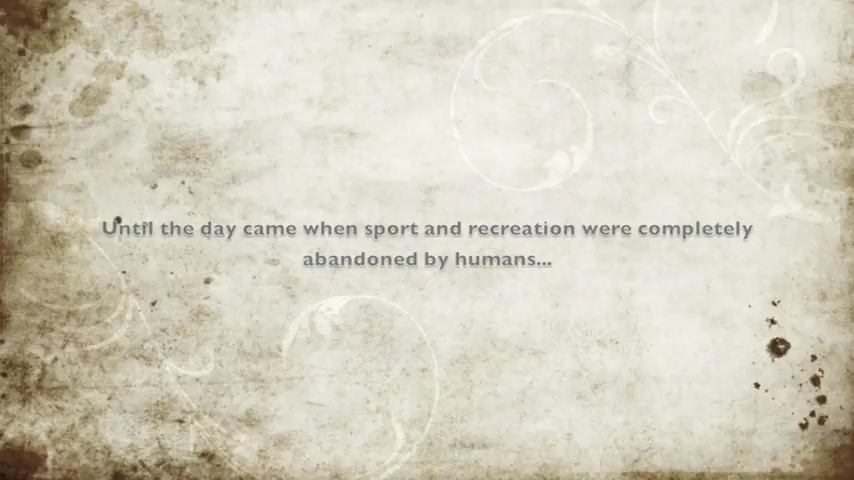 Until the day came when sport and recreation were completely
abandoned by humans...